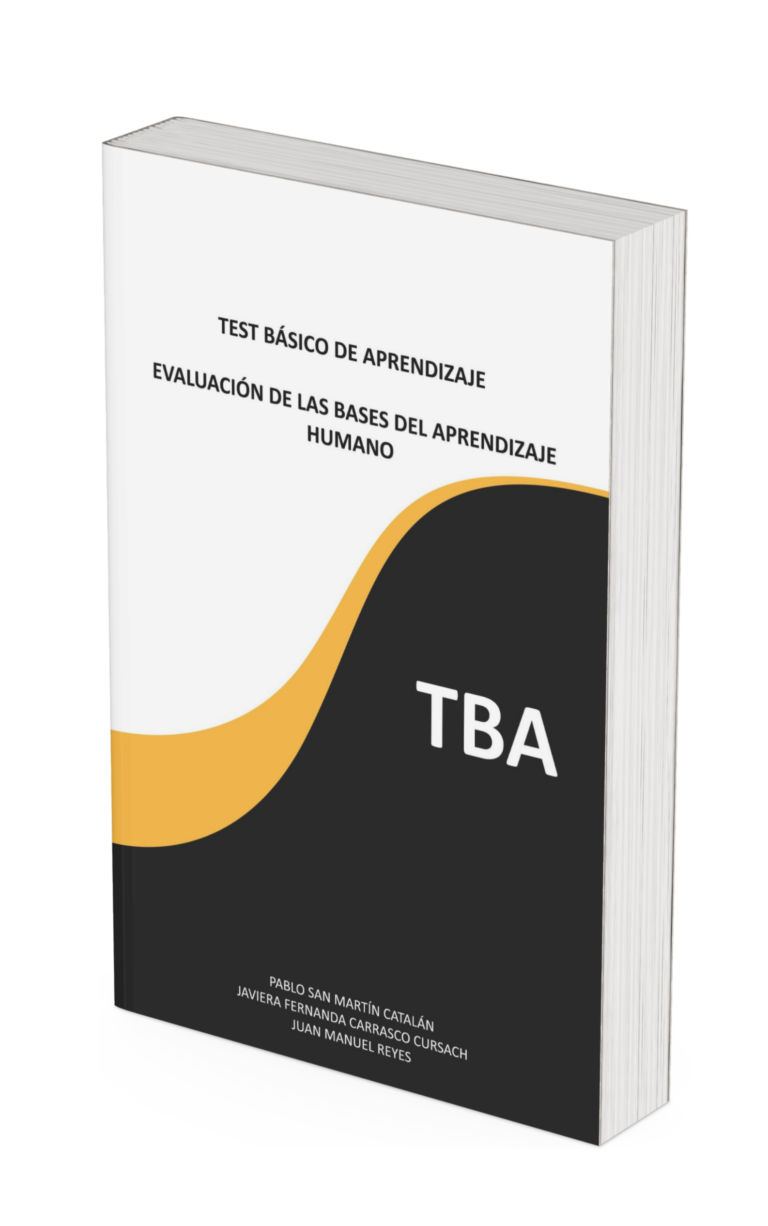 TEST BÁSICO DE APRENDIZAJE
EVALUACIÓN DE LAS BASES DEL APRENDIZAJE
HUMANO
TBA
PABLO SAN MARTÍN CATALÁN
JAVIERA FERNANDA CARRASCO CURSACH
JUAN MANUEL REYES